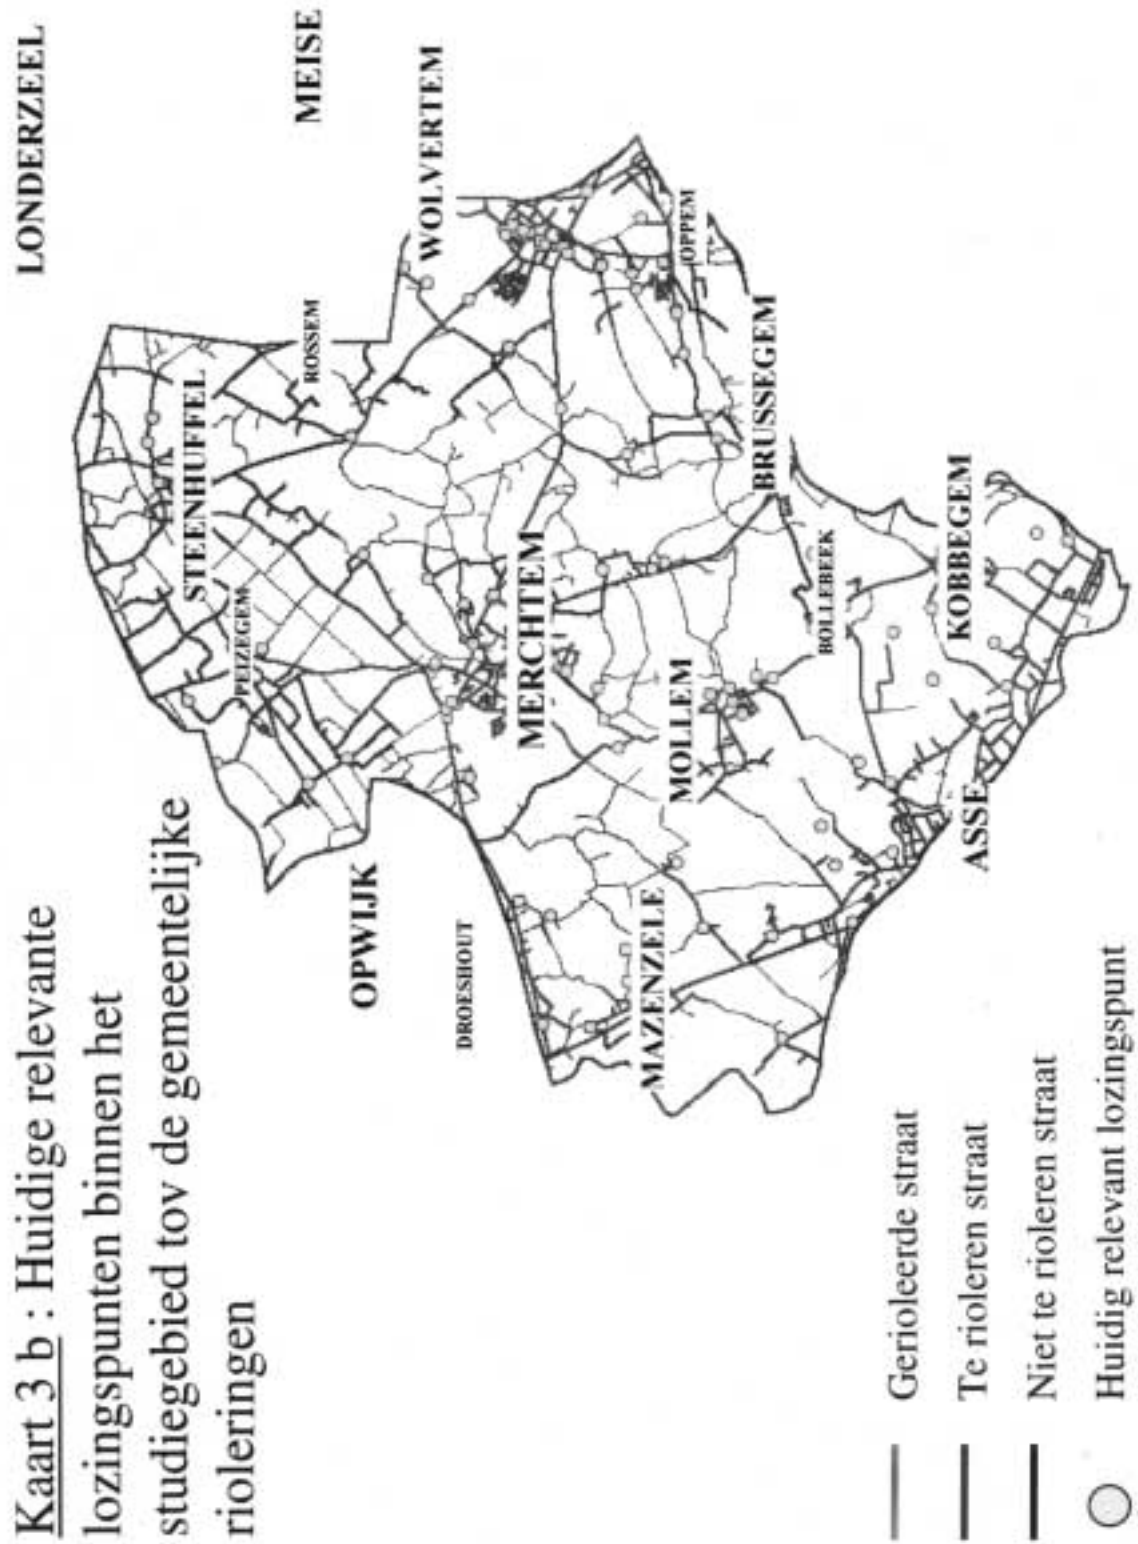 Kaart 3 b : Huidige relevante
lozingspunten binnen het
studiegebied tov de gemeentelijke
rioleringen
LONDERZEEL
MEISE
WOLVERTEM
ROSSEM
STEENHUFFEL
PEIZEGEM
OPPEM
BRUSSEGEM
MERCHTEM
OPWIJK
DROESHOUT
MOLLEM
BOLLEBEEK
KOBBEGEM
MAZENZELE
ASSE
Gerioleerde straat
Te rioleren straat
Niet te rioleren straat
Huidig relevant lozingspunt